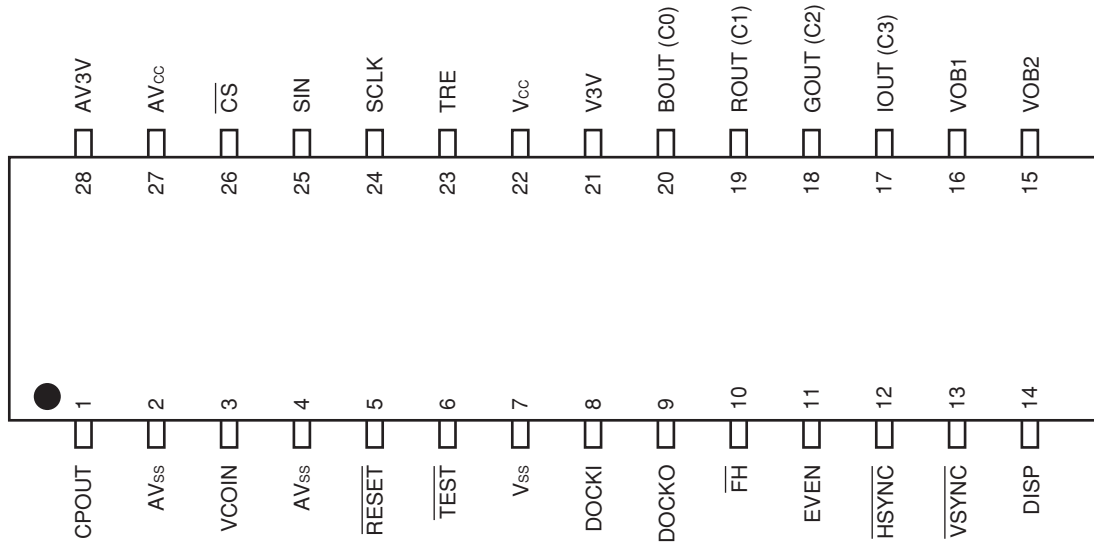 AV3V
AVcc
CS
SIN
SCLK
TRE
Vcc
V3V
BOUT (C0)
ROUT (C1)
GOUT (C2)
IOUT (C3)
VOB1
VOB2
28
27
26
25
24
23
22
21
20
19
18
17
16
15
1
2
3
4
5
6
7
8
9
10
11
12
13
14
CPOUT
AVss
VCOIN
AVss
RESET
TEST
Vss
DOCKI
DOCKO
FH
EVEN
HSYNC
VSYNC
DISP